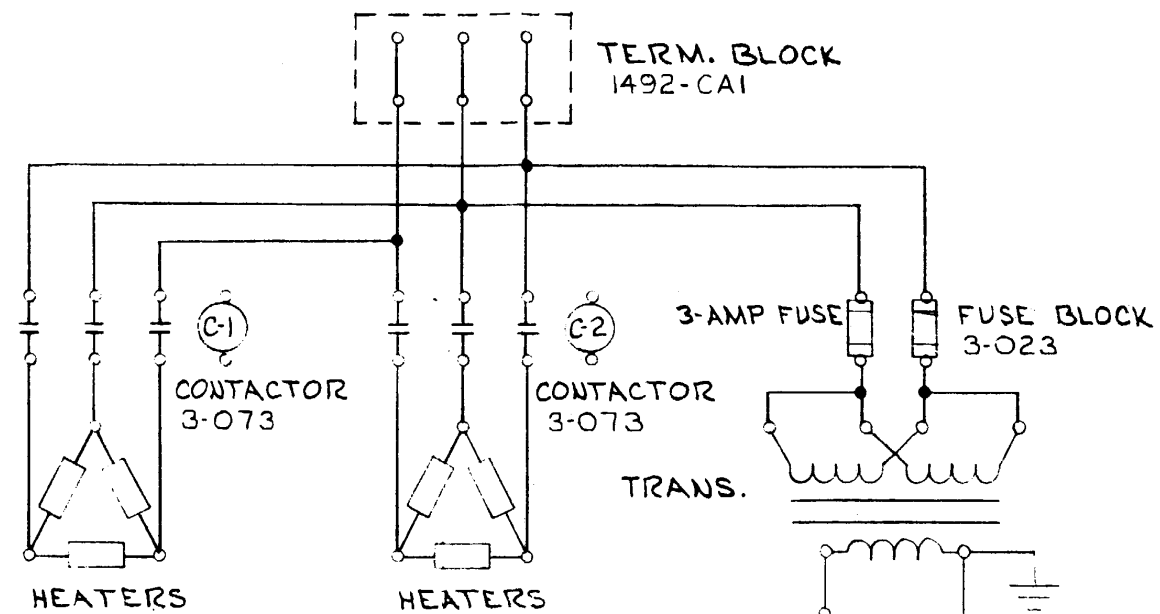 TERM. BLOCK
1492-CA1
C-1
C-2
3-AMP FUSE
FUSE BLOCK
3-023
CONTACTOR
3-073
CONTACTOR
3-073
TRANS.
HEATERS
HEATERS